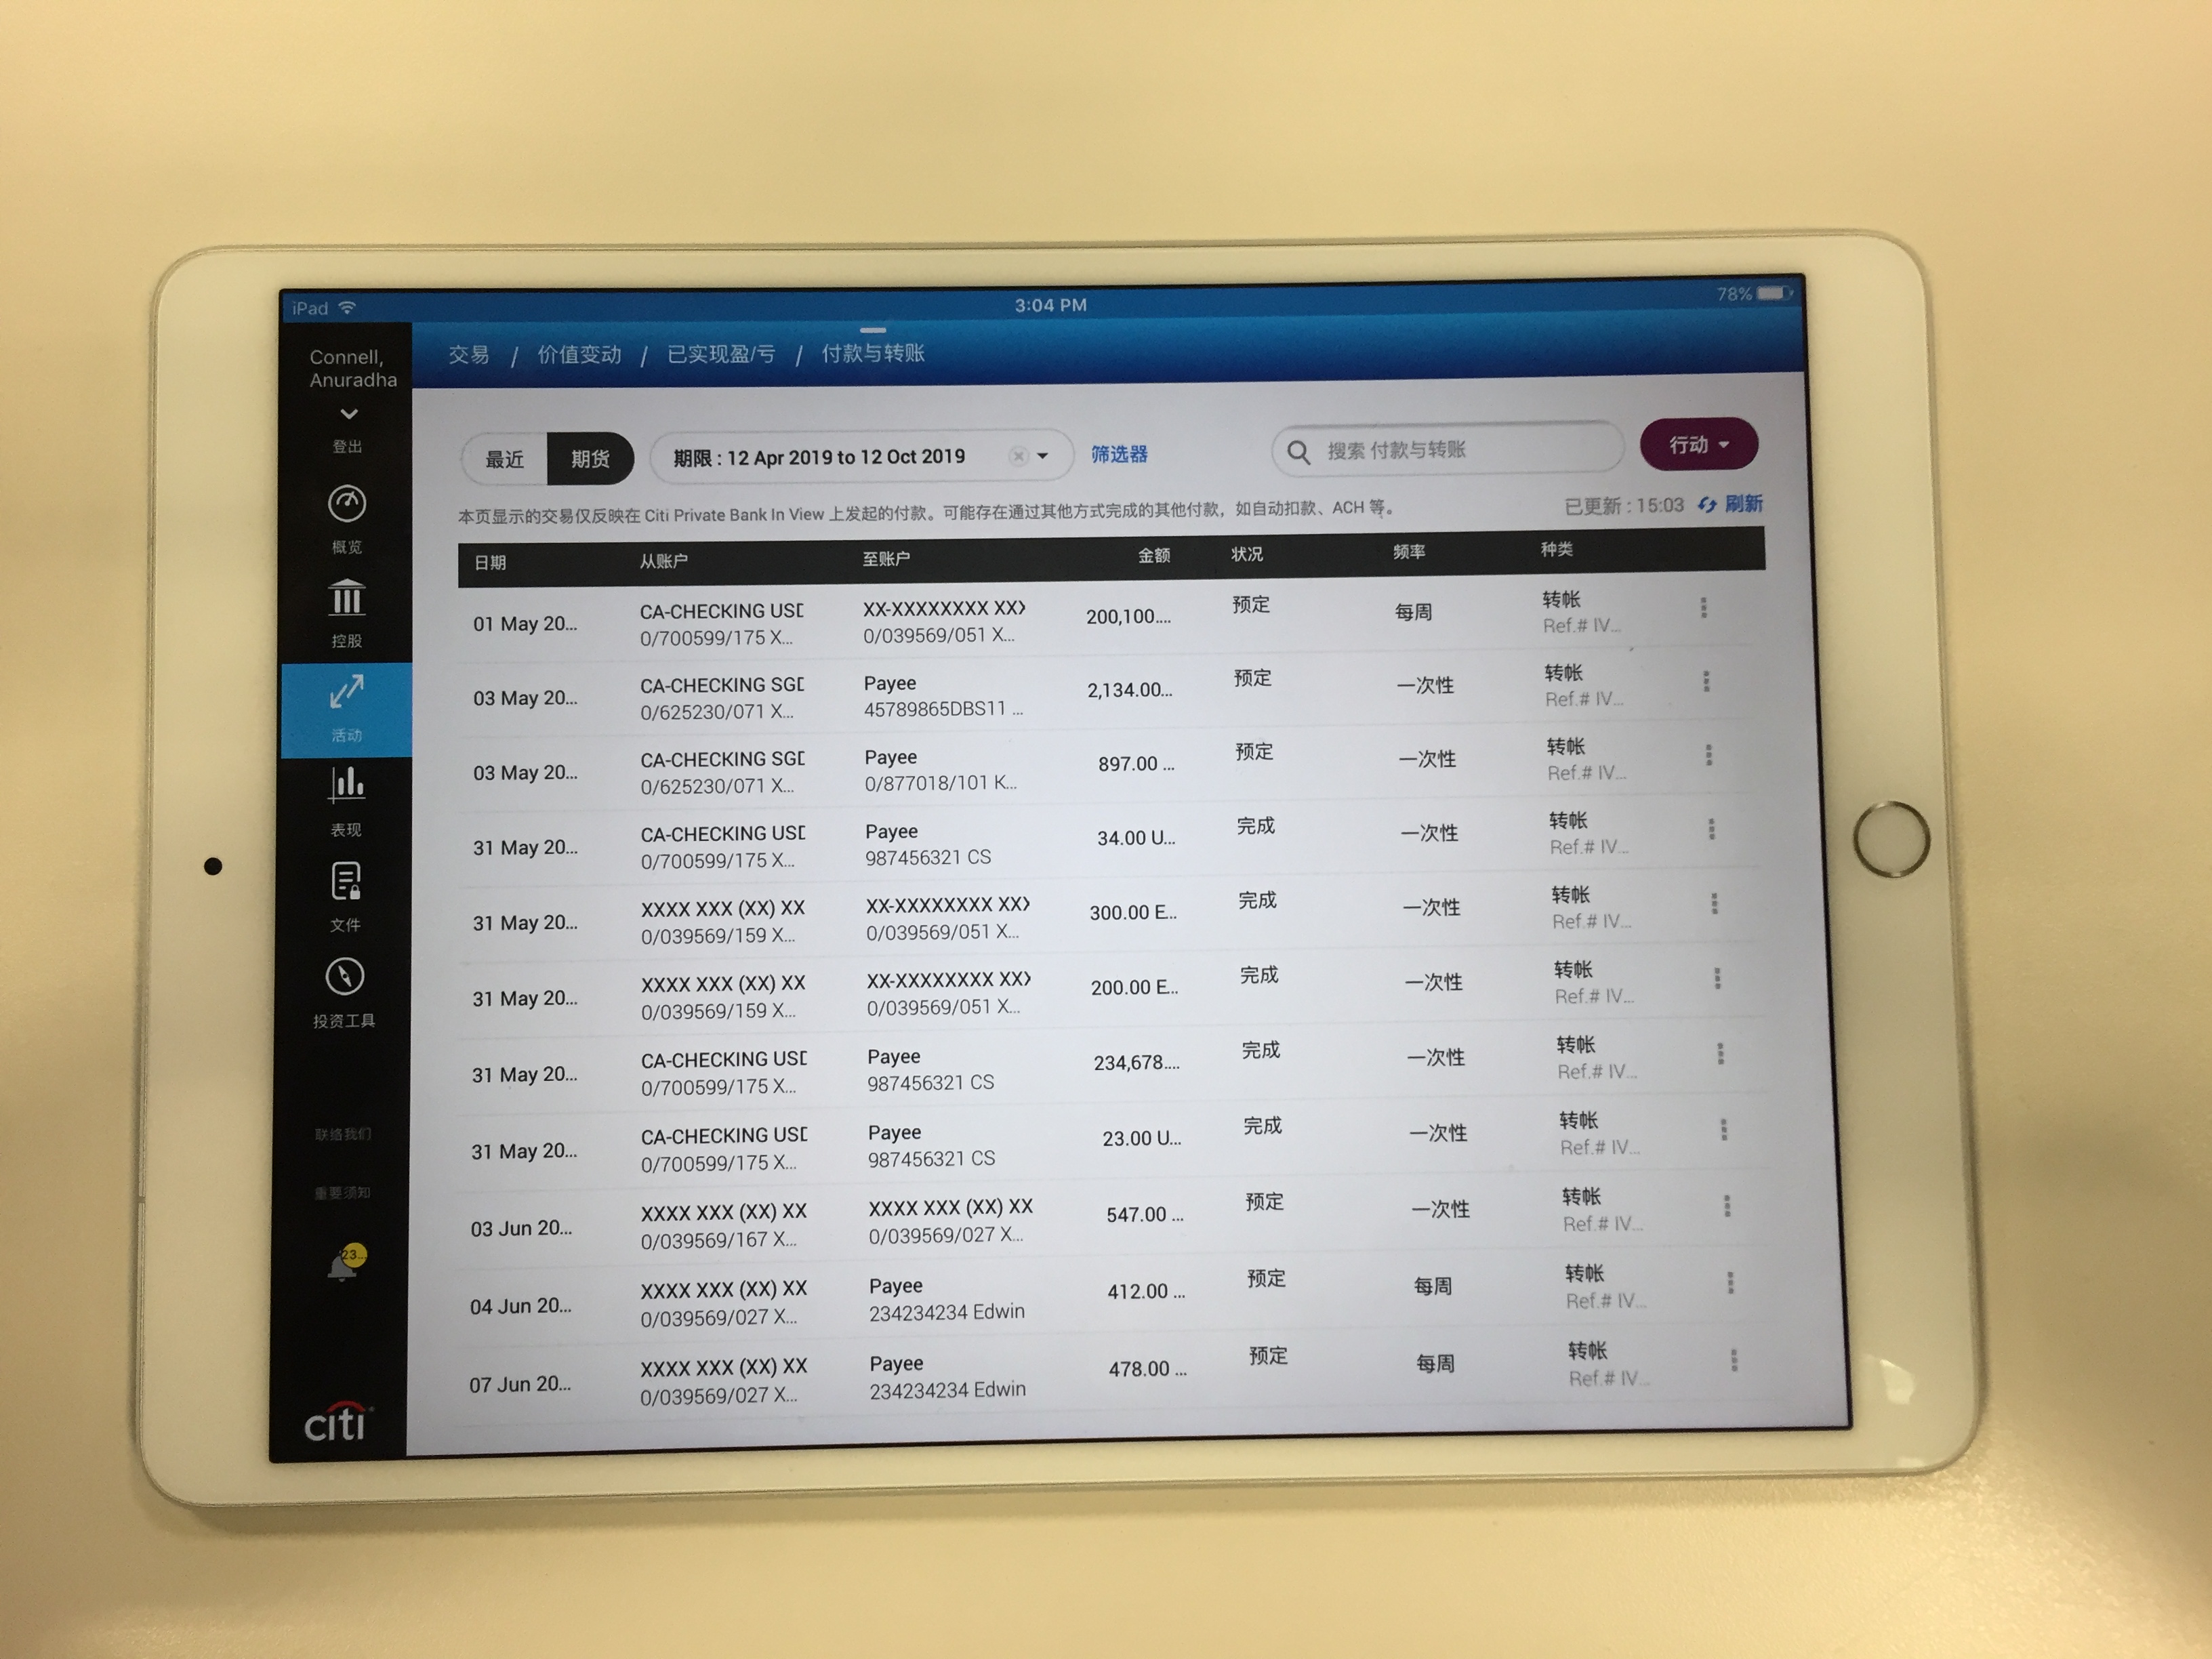 iPad
3:04 PM
78%
Connell,
Anuradha
登出
概览
控股
活动
表现
文件
投资工具
联络我们
重要须知
23...
citi
交易 / 价值变动 / 已实现盈/亏 / 付款与转账
最近 期货 期限 : 12 Apr 2019 to 12 Oct 2019 筛选器 搜索 付款与转账 行动
本页显示的交易仅反映在 Citi Private Bank In View 上发起的付款。可能存在通过其他方式完成的其他付款，如自动扣款、ACH 等。 已更新 : 15:03 刷新
日期 从账户 至账户 金额 状况 频率 种类
01 May 20... CA-CHECKING USD XX-XXXXXXXX XX) 200,100.... 预定 每周 转帐
0/700599/175 X... 0/039569/051 X... Ref.# IV...
03 May 20... CA-CHECKING SGD Payee 2,134.00... 预定 一次性 转帐
0/625230/071 X... 45789865DBS11 ... Ref.# IV...
03 May 20... CA-CHECKING SGD Payee 897.00 ... 预定 一次性 转帐
0/625230/071 X... 0/877018/101 K... Ref.# IV...
31 May 20... CA-CHECKING USD Payee 34.00 U... 完成 一次性 转帐
0/700599/175 X... 987456321 CS Ref.# IV...
31 May 20... XXXX XXX (XX) XX XX-XXXXXXXX XX) 300.00 E... 完成 一次性 转帐
0/039569/159 X... 0/039569/051 X... Ref.# IV...
31 May 20... XXXX XXX (XX) XX XX-XXXXXXXX XX) 200.00 E... 完成 一次性 转帐
0/039569/159 X... 0/039569/051 X... Ref.# IV...
31 May 20... CA-CHECKING USD Payee 234,678.... 完成 一次性 转帐
0/700599/175 X... 987456321 CS Ref.# IV...
31 May 20... CA-CHECKING USD Payee 23.00 U... 完成 一次性 转帐
0/700599/175 X... 987456321 CS Ref.# IV...
03 Jun 20... XXXX XXX (XX) XX XXXX XXX (XX) XX 547.00 ... 预定 一次性 转帐
0/039569/167 X... 0/039569/027 X... Ref.# IV...
04 Jun 20... XXXX XXX (XX) XX Payee 412.00 ... 预定 每周 转帐
0/039569/027 X... 234234234 Edwin Ref.# IV...
07 Jun 20... XXXX XXX (XX) XX Payee 478.00 ... 预定 每周 转帐
0/039569/027 X... 234234234 Edwin Ref.# IV...